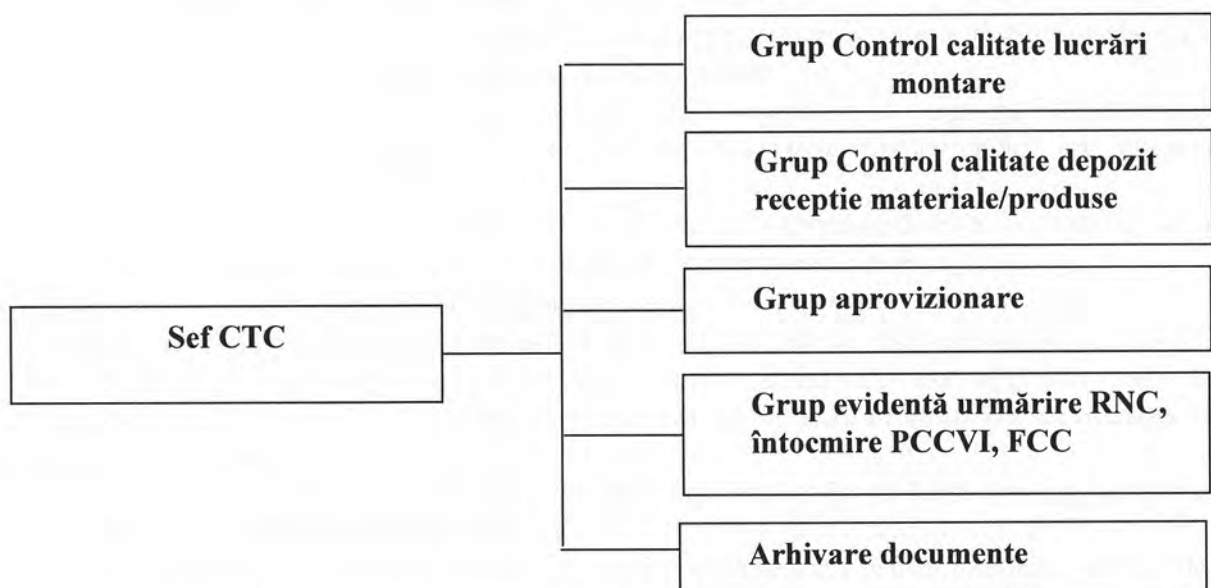 Grup Control calitate lucrări
montare
Grup Control calitate depozit
receptie materiale/produse
Grup aprovizionare
Sef CTC
Grup evidentă urmărire RNC,
întocmire PCCVI, FCC
Arhivare documente